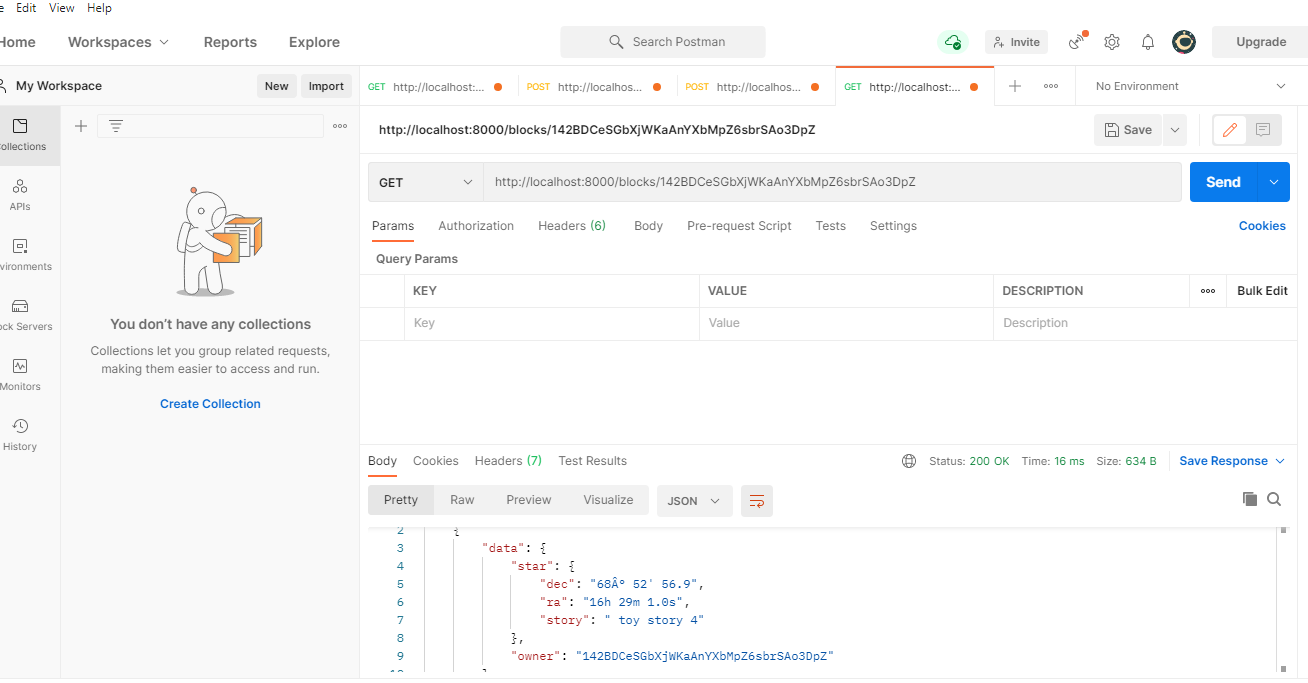 e Edit View Help
Home Workspaces Reports Explore Search Postman Invite Upgrade
My Workspace New Import
GET http://localhost:... POST http://localhos... POST http://localhos... GET http://localhost:... No Environment
http://localhost:8000/blocks/142BDCeSGbXjWKaAnYXbMpZ6sbrSAo3DpZ Save
GET http://localhost:8000/blocks/142BDCeSGbXjWKaAnYXbMpZ6sbrSAo3DpZ Send
Params Authorization Headers (6) Body Pre-request Script Tests Settings Cookies
Query Params
KEY VALUE DESCRIPTION Bulk Edit
Key Value Description
ollections
APIs
vironments
ock Servers
Monitors
History
You don't have any collections
Collections let you group related requests,
making them easier to access and run.
Create Collection
Body Cookies Headers (7) Test Results Status: 200 OK Time: 16 ms Size: 634 B Save Response
Pretty Raw Preview Visualize JSON
2 {
3 "data": {
4 "star": {
5 "dec": "68Âº 52' 56.9",
6 "ra": "16h 29m 1.0s",
7 "story": " toy story 4"
8 },
9 "owner": "142BDCeSGbXjWKaAnYXbMpZ6sbrSAo3DpZ"